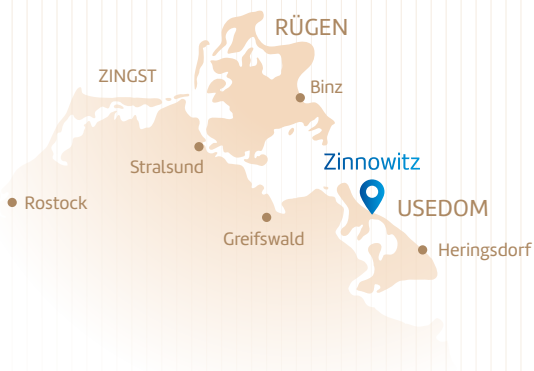 RÜGEN
ZINGST
Binz
Stralsund
Zinnowitz
Rostock
USEDOM
Greifswald
Heringsdorf